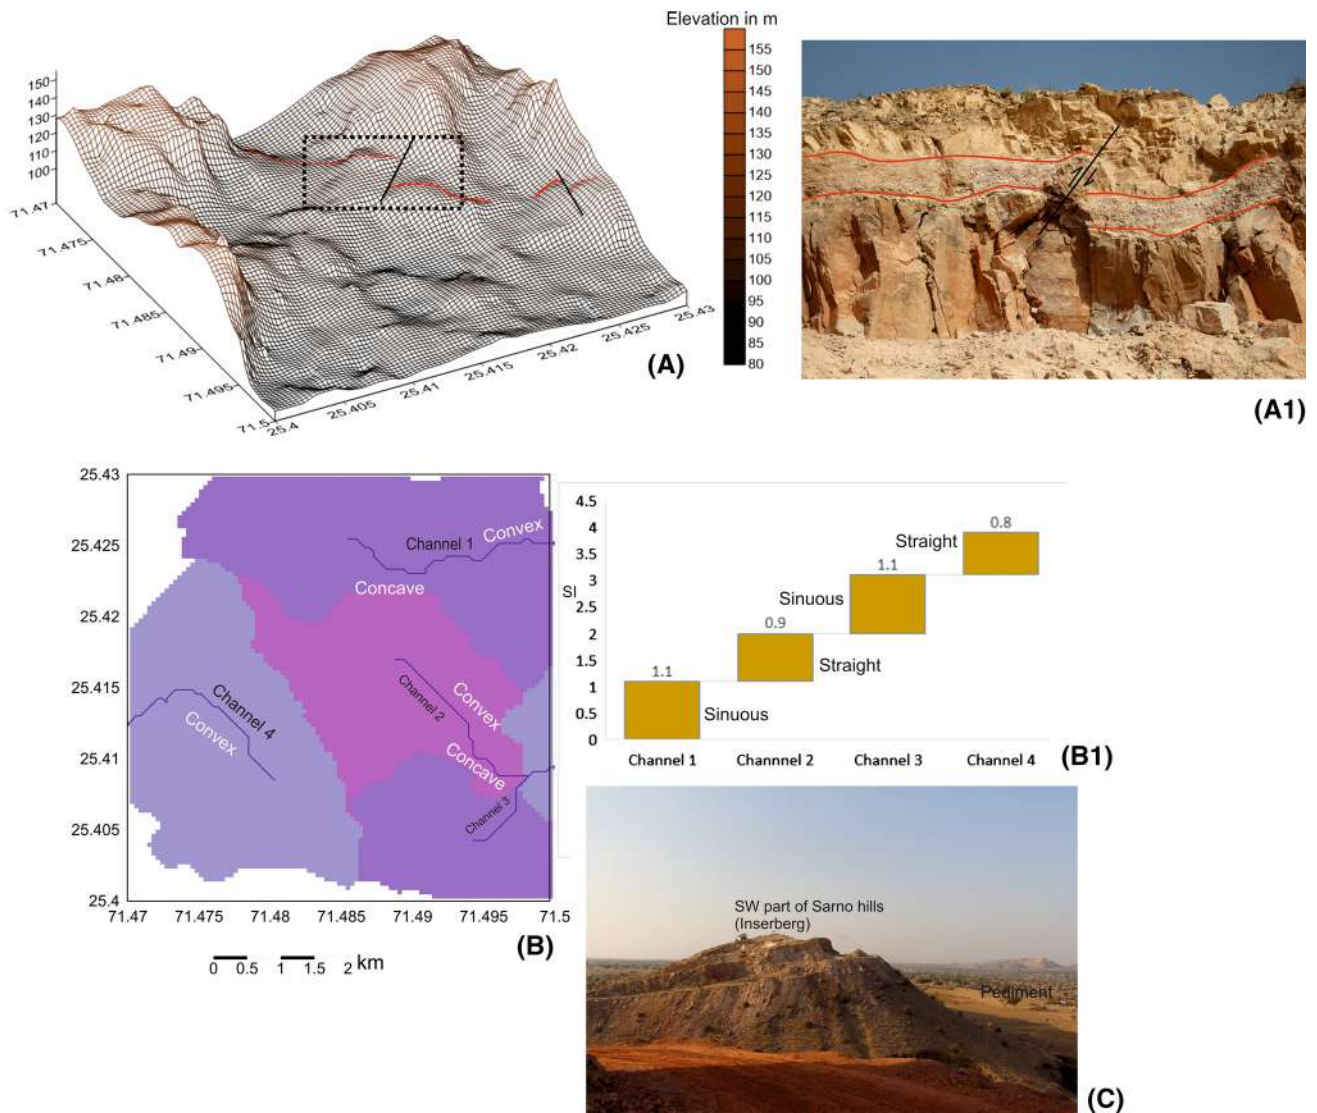 Elevation in m
150
140
130
120
110
100
71.47
71.475
71.48
71.485
71.49
71.495
71.5
25.4
25.405
25.41
25.415
25.42
25.425
25.43
155
150
145
140
135
130
125
120
115
110
105
100
95
90
85
80
(A)
(A1)
25.43
25.425
25.42
25.415
25.41
25.405
25.4
71.47 71.475 71.48 71.485 71.49 71.495 71.5
Convex
Channel 1
Concave
Channel 2
Convex
Channel 4
Convex
Concave
Channel 3
(B)
0 0.5 1 1.5 2 km
SI
4.5
4
3.5
3
2.5
2
1.5
1
0.5
0
0.8
Straight
1.1
Sinuous
0.9
Straight
1.1
Sinuous
Channel 1 Channnel 2 Channel 3 Channel 4
(B1)
SW part of Sarno hills
(Inserberg)
Pediment
(C)